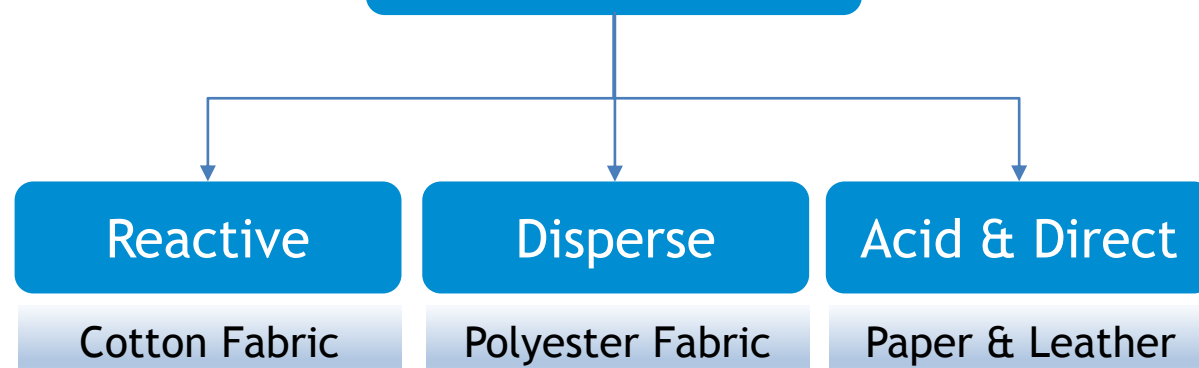 Reactive
Disperse
Acid & Direct
Cotton Fabric
Polyester Fabric
Paper & Leather